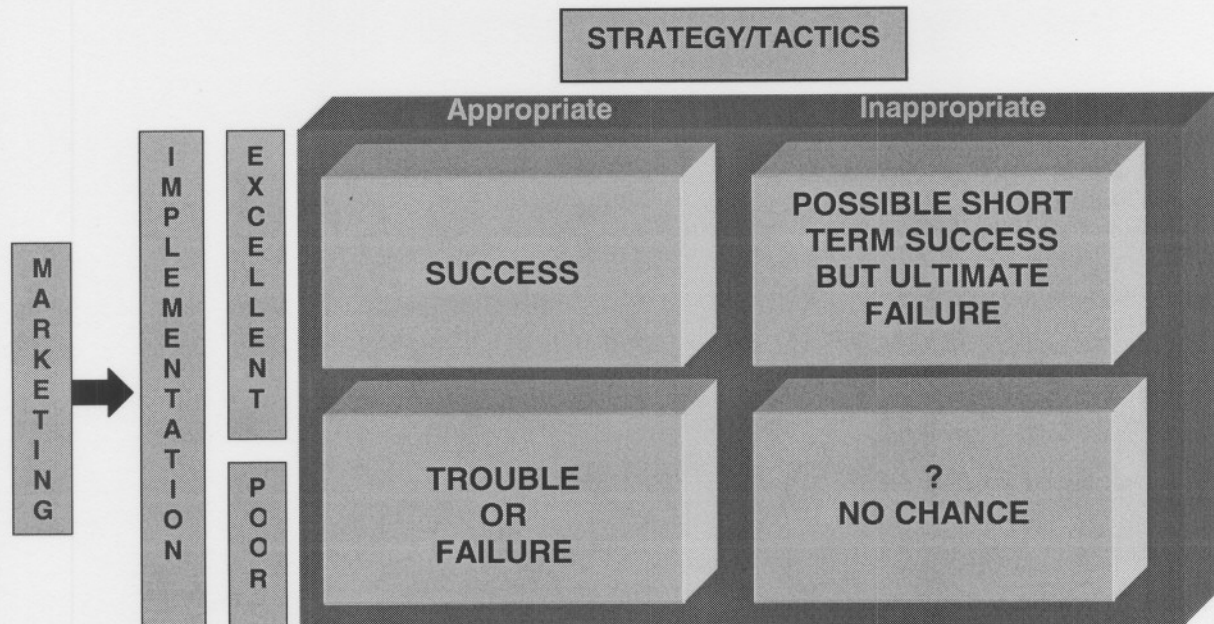 STRATEGY/TACTICS
Appropriate
Inappropriate
MARKETING
IMPLEMENTATION
EXCELLENT
POOR
SUCCESS
POSSIBLE SHORT
TERM SUCCESS
BUT ULTIMATE
FAILURE
TROUBLE
OR
FAILURE
?
NO CHANCE